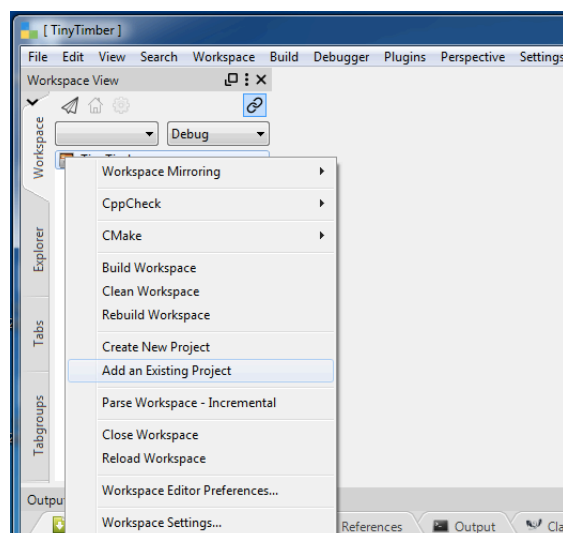 [ TinyTimber ]
File Edit View Search Workspace Build Debugger Plugins Perspective Settings
Workspace View
Workspace
Debug
Workspace Mirroring
CppCheck
CMake
Explorer
Build Workspace
Clean Workspace
Rebuild Workspace
Tabs
Create New Project
Add an Existing Project
Parse Workspace - Incremental
Tabgroups
Close Workspace
Reload Workspace
Workspace Editor Preferences...
Workspace Settings...
References Output